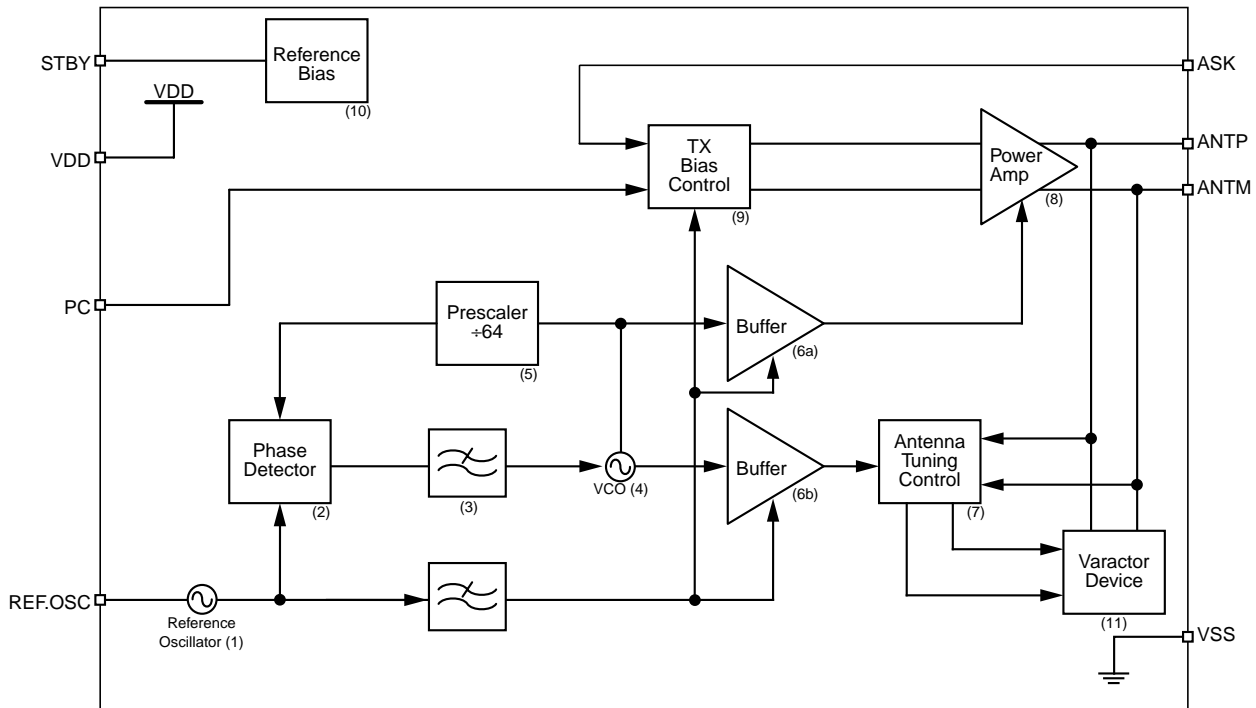 STBY
Reference
Bias
(10)
ASK
VDD
VDD
TX
Bias
Control
(9)
Power
Amp
(8)
ANTP
ANTM
PC
Prescaler
÷64
(5)
Buffer
(6a)
Phase
Detector
(2)
(3)
VCO (4)
Buffer
(6b)
Antenna
Tuning
Control
(7)
Varactor
Device
(11)
REF.OSC
Reference
Oscillator (1)
VSS